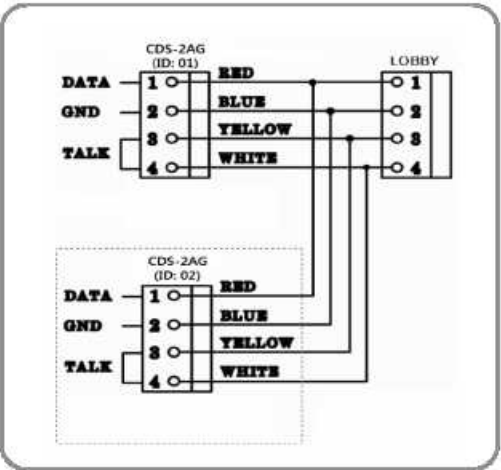 CDS-2AG
(ID: 01)
LOBBY
DATA 1 RED 1
GND 2 BLUE 2
3 YELLOW 3
TALK
4 WHITE 4
CDS-2AG
(ID: 02)
DATA 1 RED
GND 2 BLUE
3 YELLOW
TALK
4 WHITE